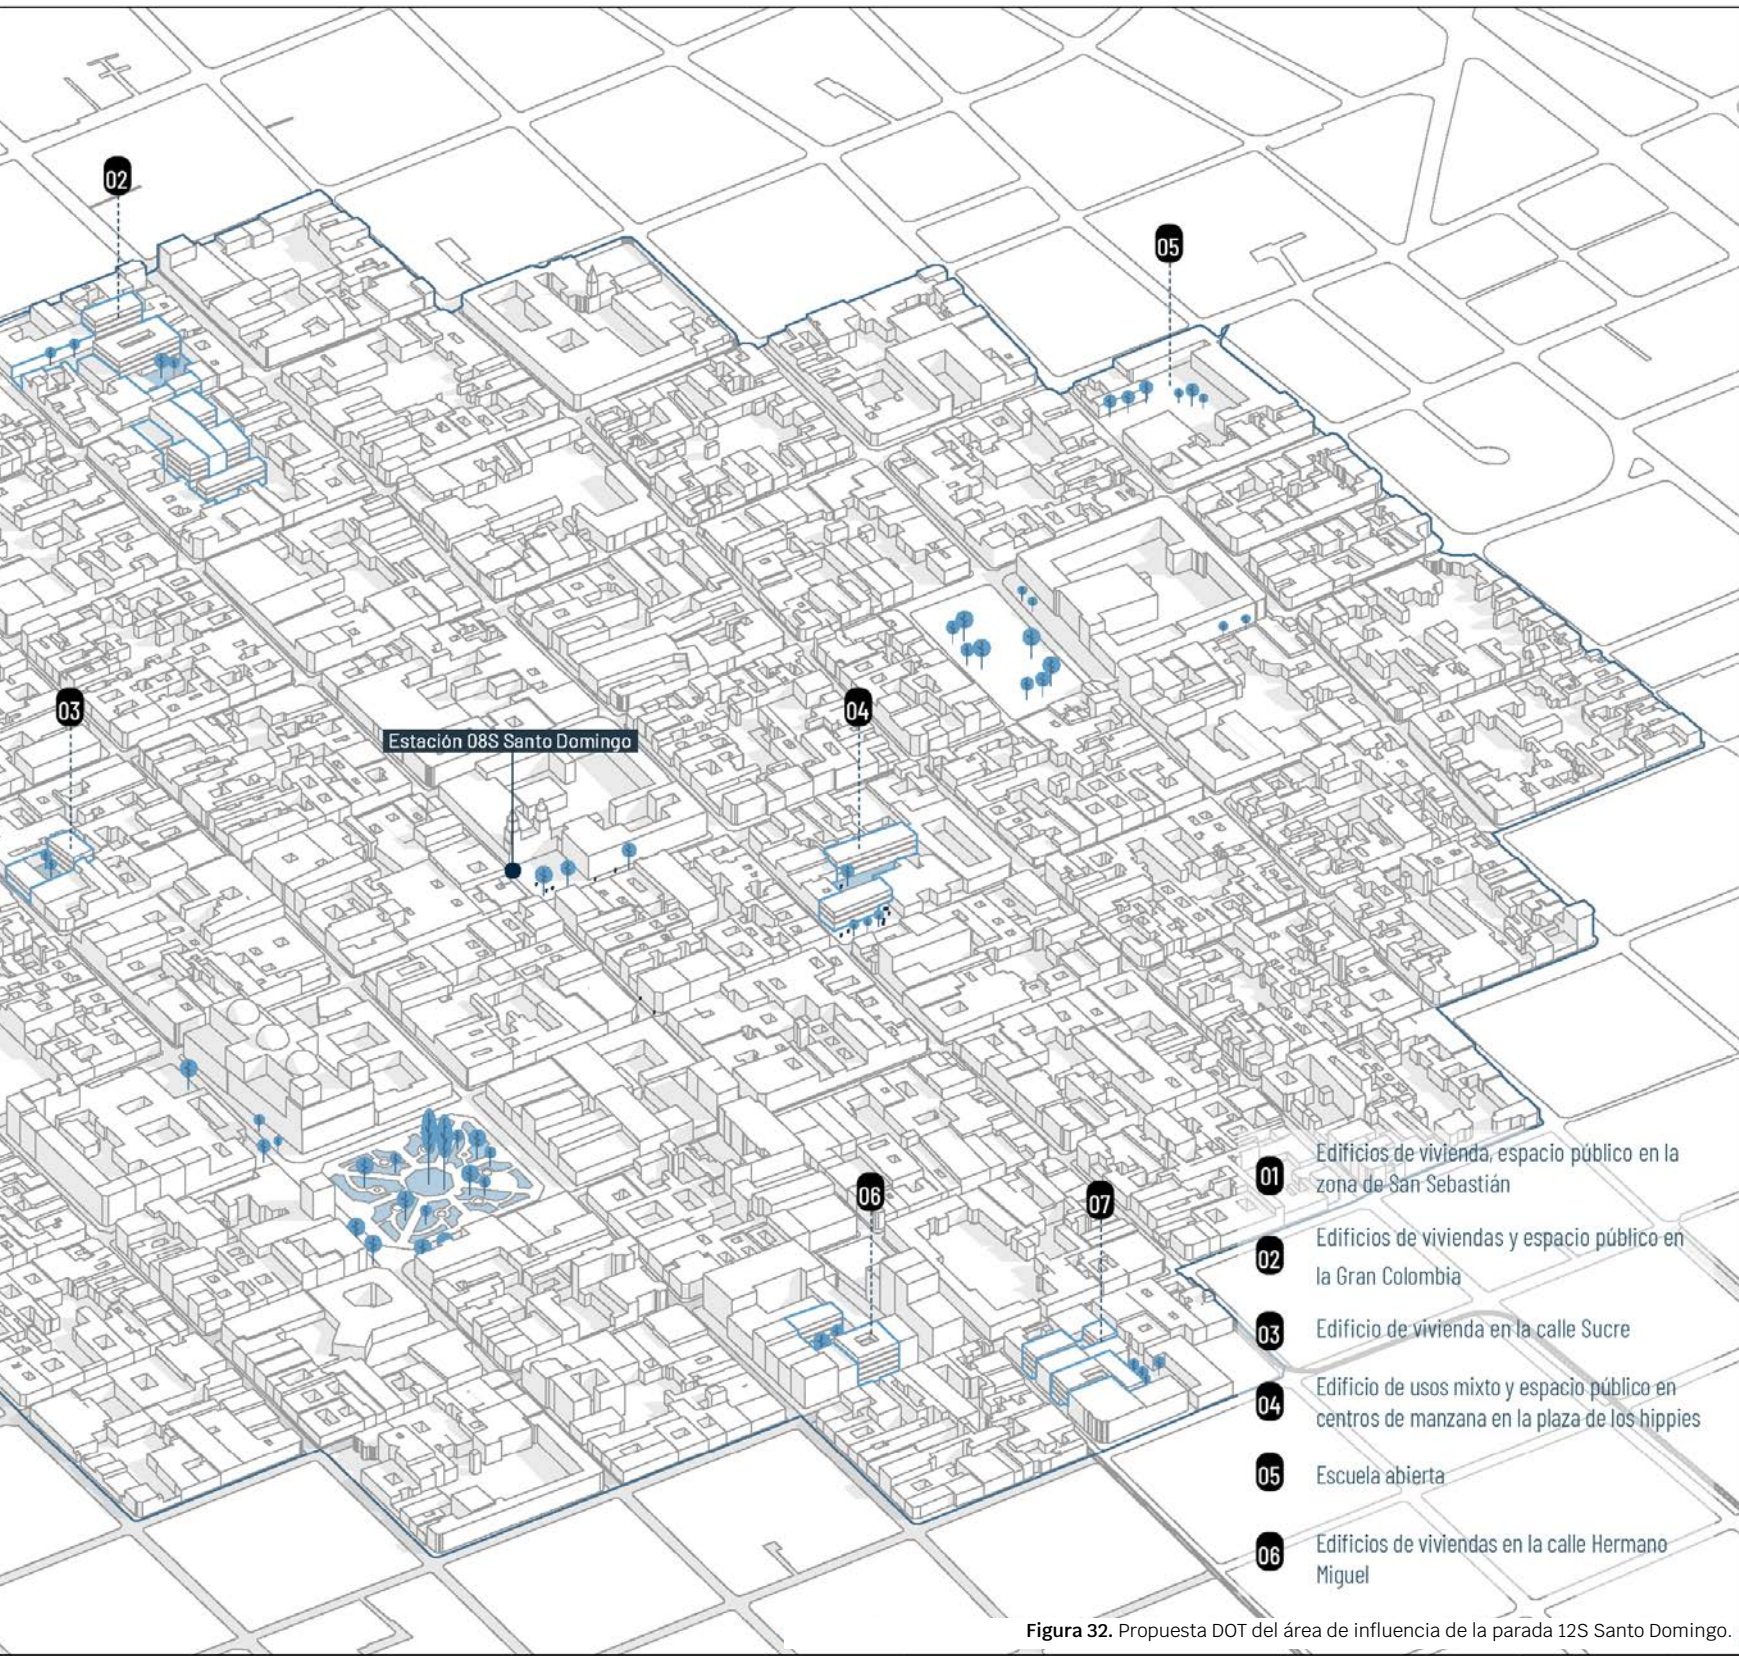 02
05
03
04
Estación 08S Santo Domingo
06
07
01 Edificios de vivienda, espacio público en la
zona de San Sebastián
02 Edificios de viviendas y espacio público en
la Gran Colombia
03 Edificio de vivienda en la calle Sucre
04 Edificio de usos mixto y espacio público en
centros de manzana en la plaza de los hippies
05 Escuela abierta
06 Edificios de viviendas en la calle Hermano
Miguel
Figura 32. Propuesta DOT del área de influencia de la parada 12S Santo Domingo.